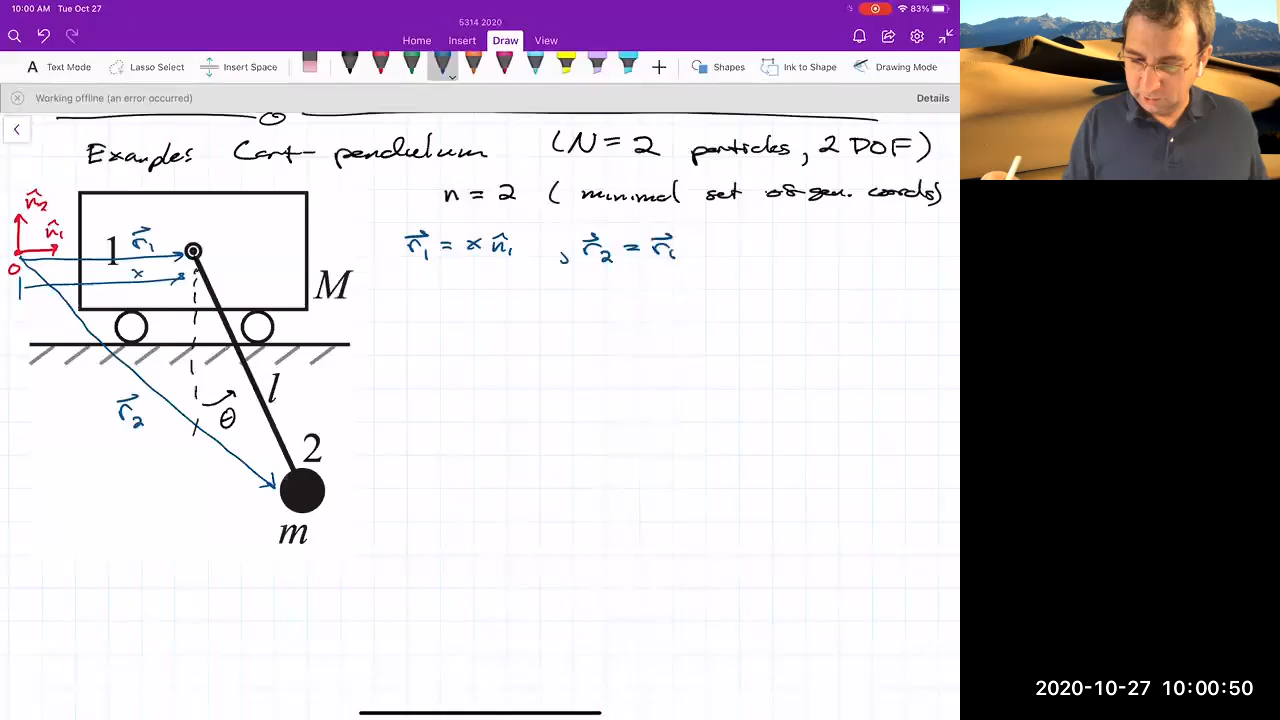 10:00 AM Tue Oct 27
83%
5314 2020
Home Insert Draw View
Text Mode Lasso Select Insert Space Shapes Ink to Shape Drawing Mode
Working offline (an error occurred) Details
Example: Cart-pendulum (N = 2 particles, 2 DOF)
n = 2 (minimal set of gen. coords)
n̂₂
n̂₁
r⃗₁ = x n̂₁ , r⃗₂ = r⃗₁
1 r⃗₁
O
x
M
l
r⃗₂
θ
2
m
2020-10-27 10:00:50